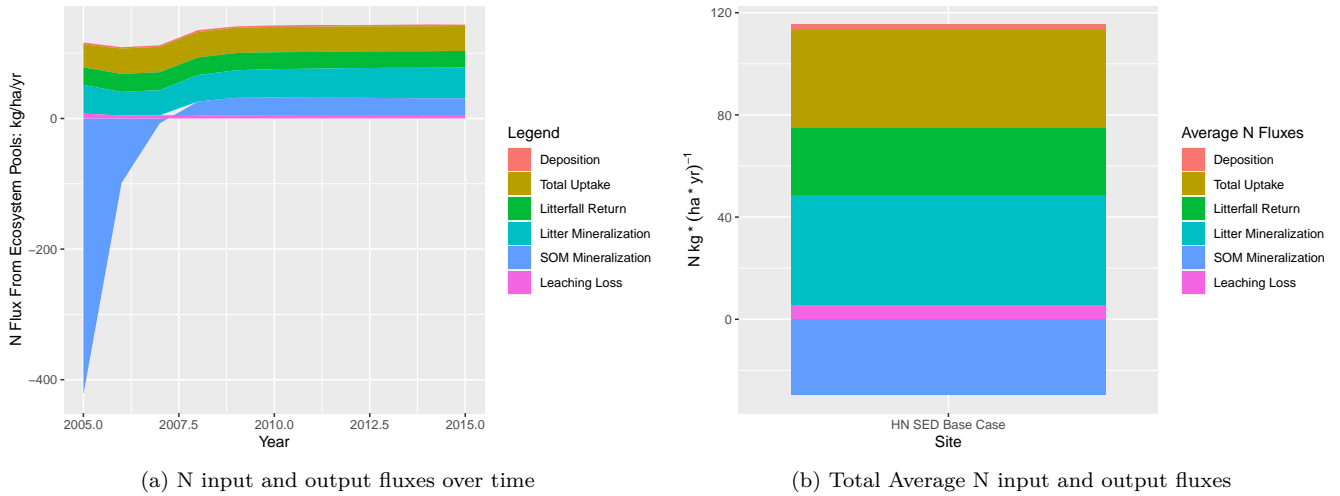 N Flux From Ecosystem Pools: kg/ha/yr
0
−200
−400
2005.0
2007.5
2010.0
2012.5
2015.0
Year
Legend
Deposition
Total Uptake
Litterfall Return
Litter Mineralization
SOM Mineralization
Leaching Loss
(a) N input and output fluxes over time
N kg * (ha * yr)⁻¹
120
80
40
0
HN SED Base Case
Site
Average N Fluxes
Deposition
Total Uptake
Litterfall Return
Litter Mineralization
SOM Mineralization
Leaching Loss
(b) Total Average N input and output fluxes